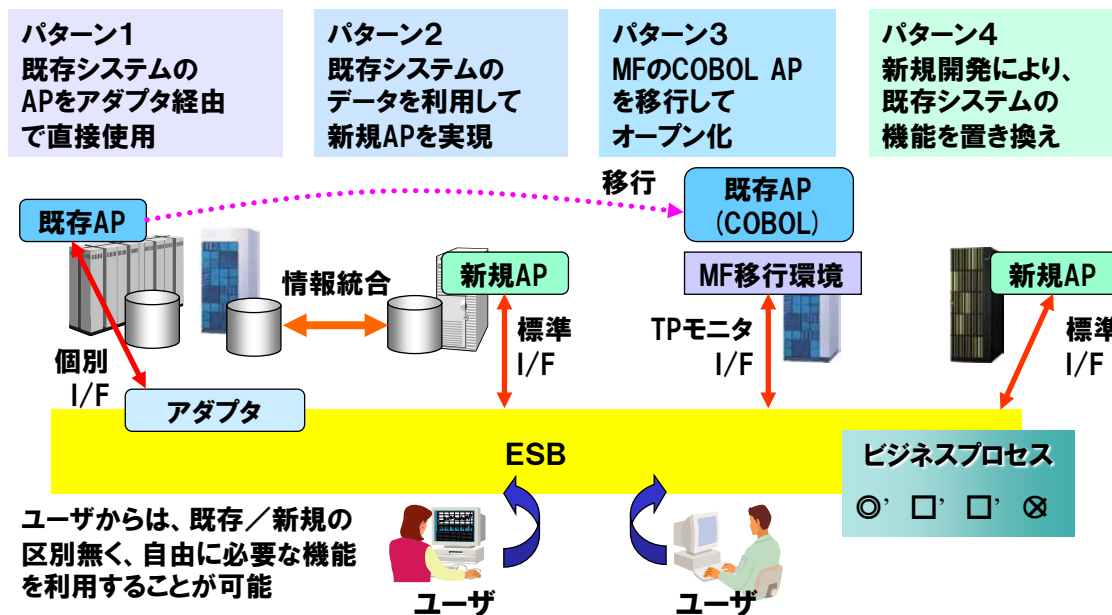 パターン1
既存システムの
APをアダプタ経由
で直接使用
パターン2
既存システムの
データを利用して
新規APを実現
パターン3
MFのCOBOL AP
を移行して
オープン化
パターン4
新規開発により、
既存システムの
機能を置き換え
移行
既存AP
既存AP
(COBOL)
情報統合
新規AP
MF移行環境
新規AP
個別
I/F
標準
I/F
TPモニタ
I/F
標準
I/F
アダプタ
ESB
ビジネスプロセス
◎’ □’ □’ ⊗
ユーザからは、既存／新規の
区別無く、自由に必要な機能
を利用することが可能
ユーザ
ユーザ